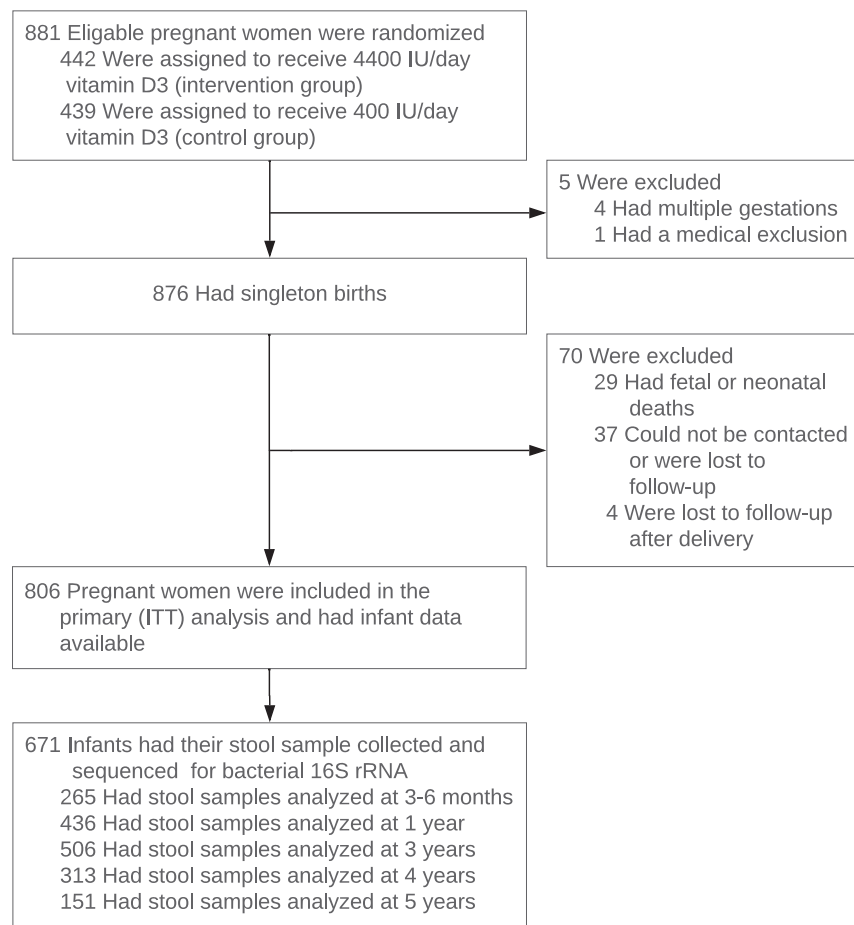 881 Eligable pregnant women were randomized
442 Were assigned to receive 4400 IU/day
vitamin D3 (intervention group)
439 Were assigned to receive 400 IU/day
vitamin D3 (control group)
5 Were excluded
4 Had multiple gestations
1 Had a medical exclusion
876 Had singleton births
70 Were excluded
29 Had fetal or neonatal
deaths
37 Could not be contacted
or were lost to
follow-up
4 Were lost to follow-up
after delivery
806 Pregnant women were included in the
primary (ITT) analysis and had infant data
available
671 Infants had their stool sample collected and
sequenced for bacterial 16S rRNA
265 Had stool samples analyzed at 3-6 months
436 Had stool samples analyzed at 1 year
506 Had stool samples analyzed at 3 years
313 Had stool samples analyzed at 4 years
151 Had stool samples analyzed at 5 years